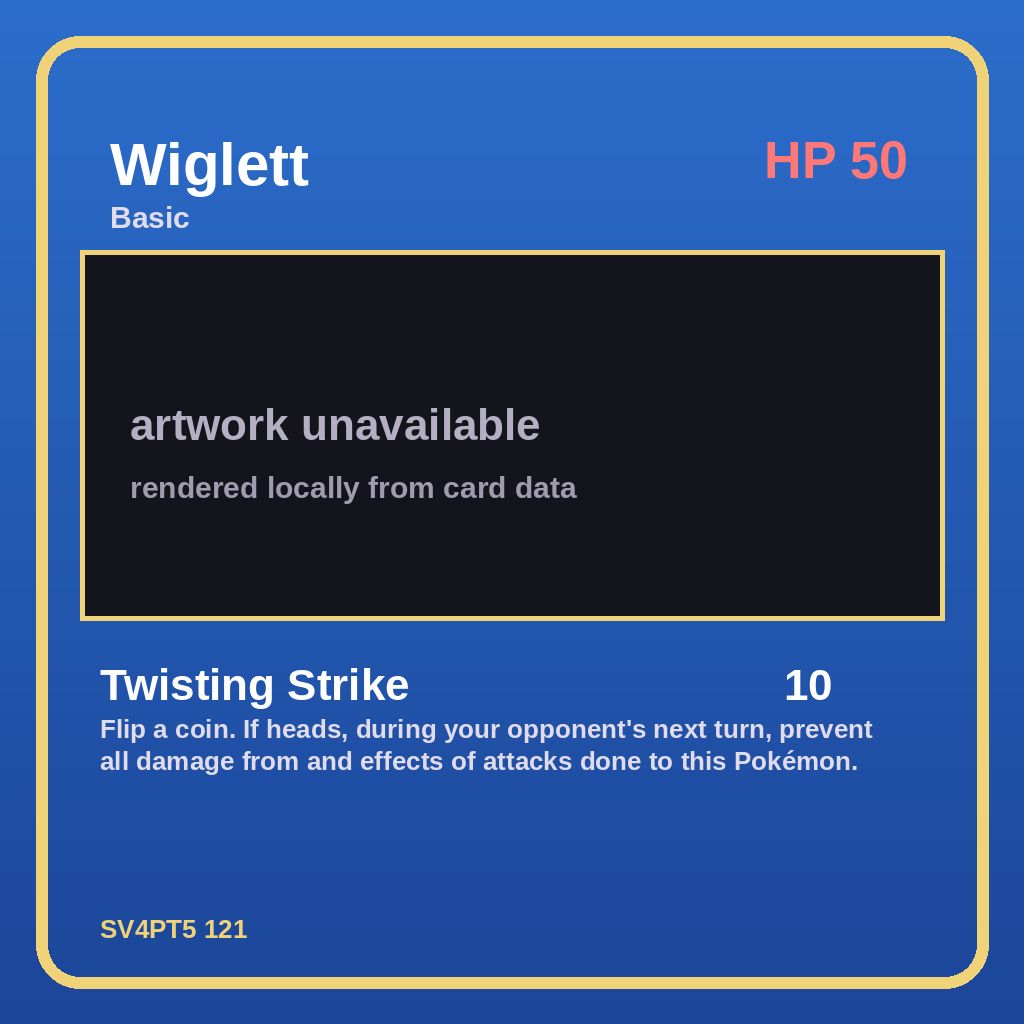 Wiglett
HP 50
Basic
artwork unavailable
rendered locally from card data
Twisting Strike
10
Flip a coin. If heads, during your opponent's next turn, prevent
all damage from and effects of attacks done to this Pokémon.
SV4PT5 121